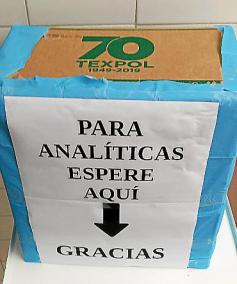 70
TEXPOL
1949-2019
PARA
ANALÍTICAS
ESPERE
AQUÍ
GRACIAS